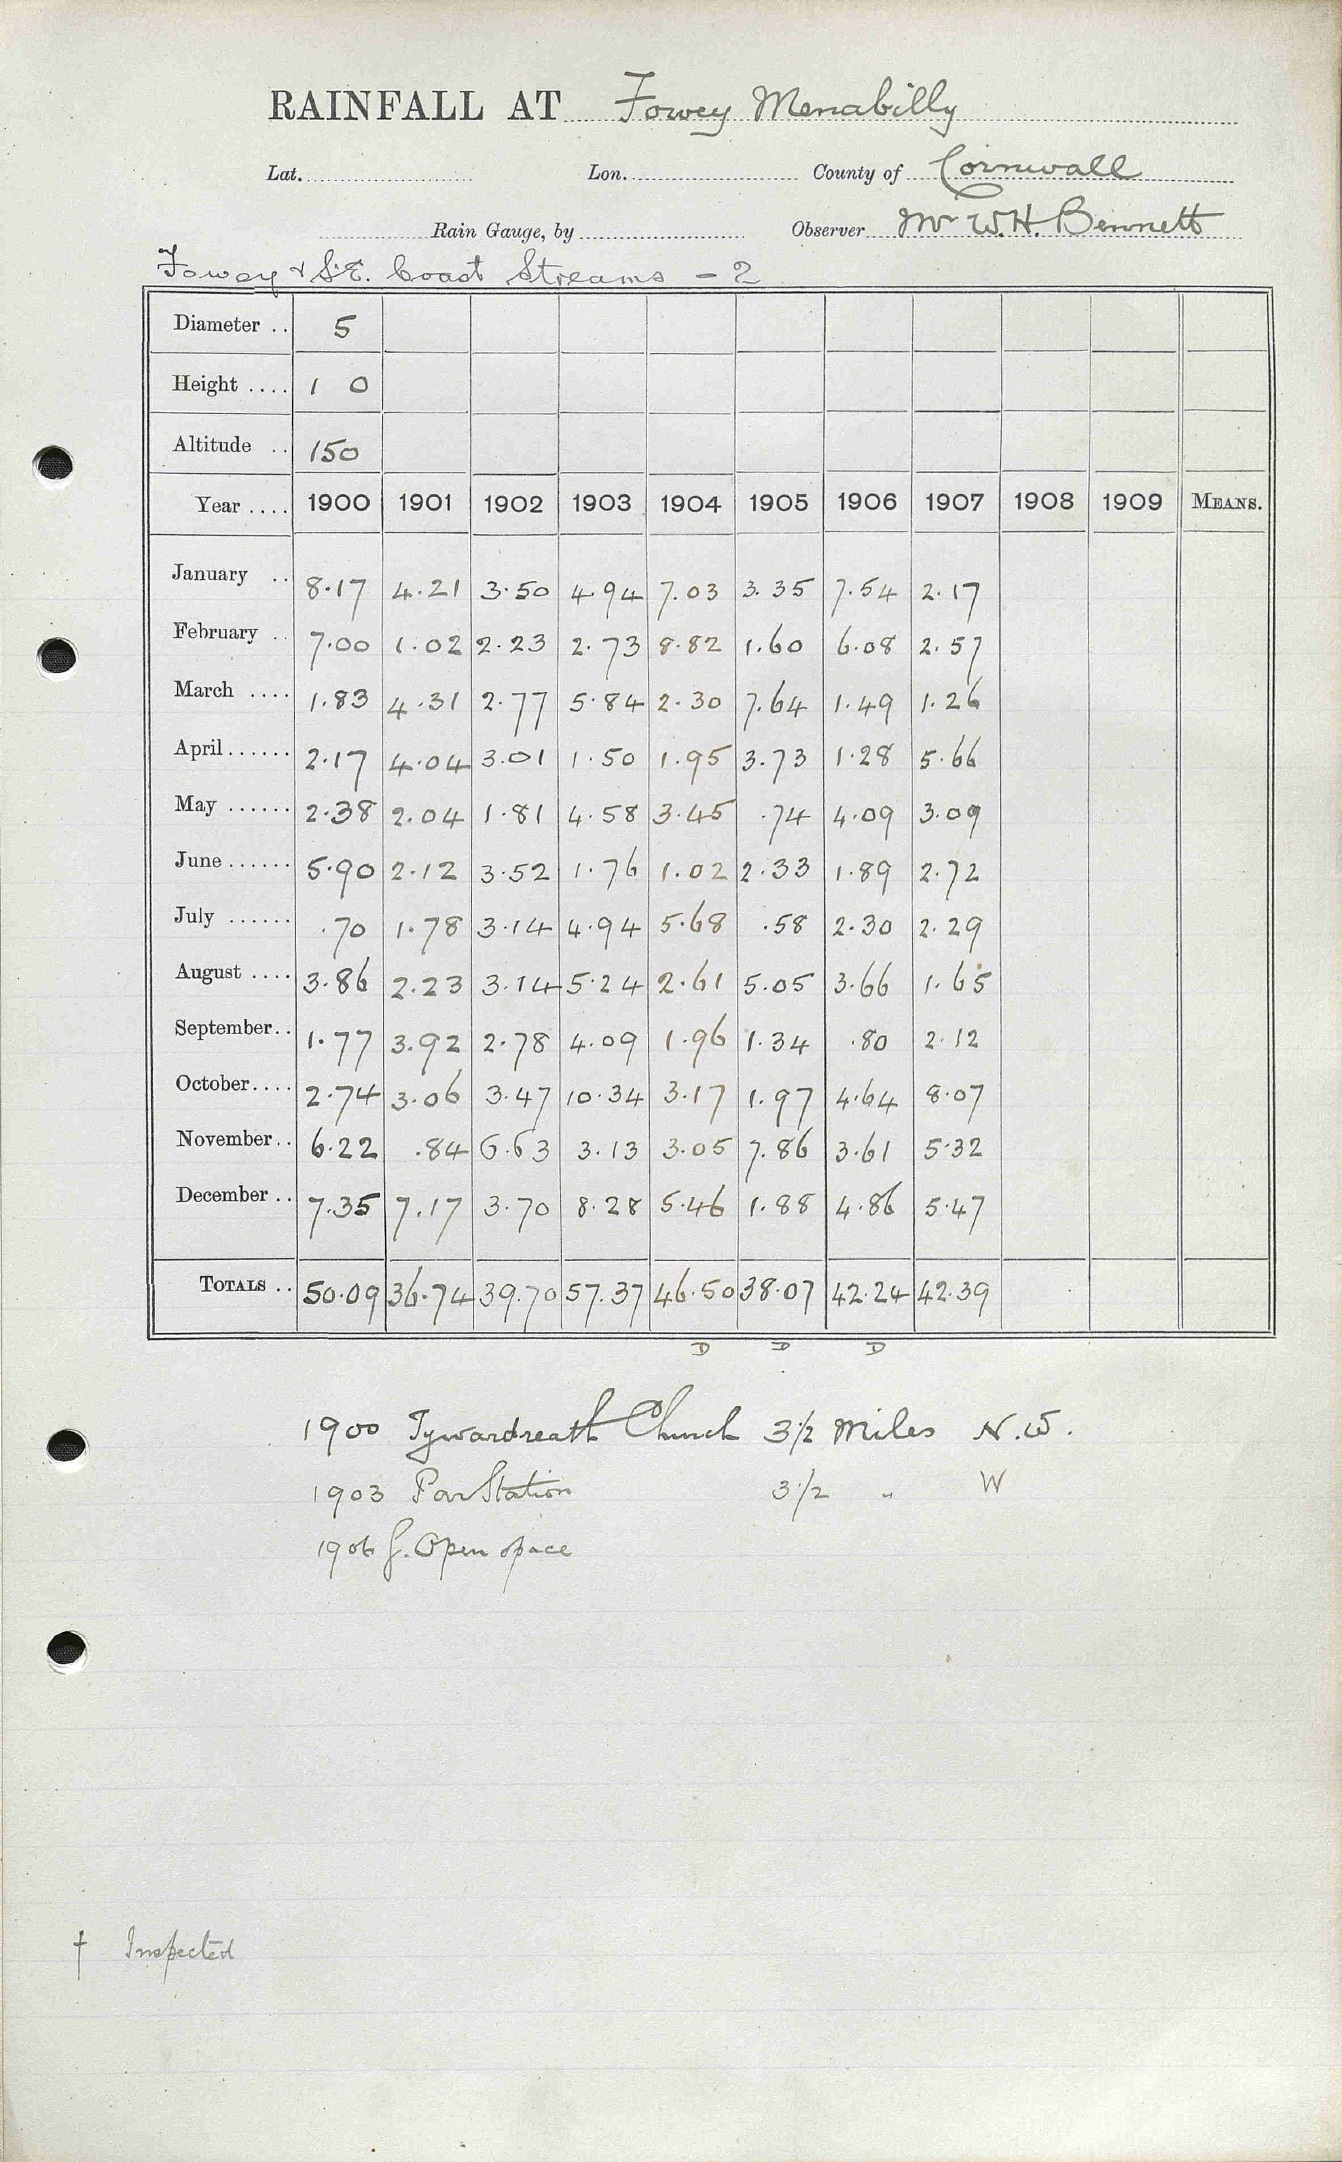 RAINFALL AT Fowey Menabilly
Lat. Lon. County of Cornwall
Rain Gauge, by Observer Mr W.H. Bennett
Fowey & S.E. Coast Streams - 2
Diameter .. 5
Height .... 1 0
Altitude .. 150
Year .... 1900 1901 1902 1903 1904 1905 1906 1907 1908 1909 MEANS.
January .. 8.17 4.21 3.50 4.94 7.03 3.35 7.54 2.17
February .. 7.00 1.02 2.23 2.73 8.82 1.60 6.08 2.57
March .... 1.83 4.31 2.77 5.84 2.30 7.64 1.49 1.26
April...... 2.17 4.04 3.01 1.50 1.95 3.73 1.28 5.66
May ...... 2.38 2.04 1.81 4.58 3.45 .74 4.09 3.09
June...... 5.90 2.12 3.52 1.76 1.02 2.33 1.89 2.72
July ...... .70 1.78 3.14 4.94 5.68 .58 2.30 2.29
August .... 3.86 2.23 3.14 5.24 2.61 5.05 3.66 1.65
September.. 1.77 3.92 2.78 4.09 1.96 1.34 .80 2.12
October.... 2.74 3.06 3.47 10.34 3.17 1.97 4.64 8.07
November.. 6.22 .84 6.63 3.13 3.05 7.86 3.61 5.32
December .. 7.35 7.17 3.70 8.28 5.46 1.88 4.86 5.47
TOTALS .. 50.09 36.74 39.70 57.37 46.50 38.07 42.24 42.39
D D D
1900 Tywardreath Church 3 1/2 Miles N.W.
1903 Par Station 3 1/2 " W
1906 G. Open space
† Inspected